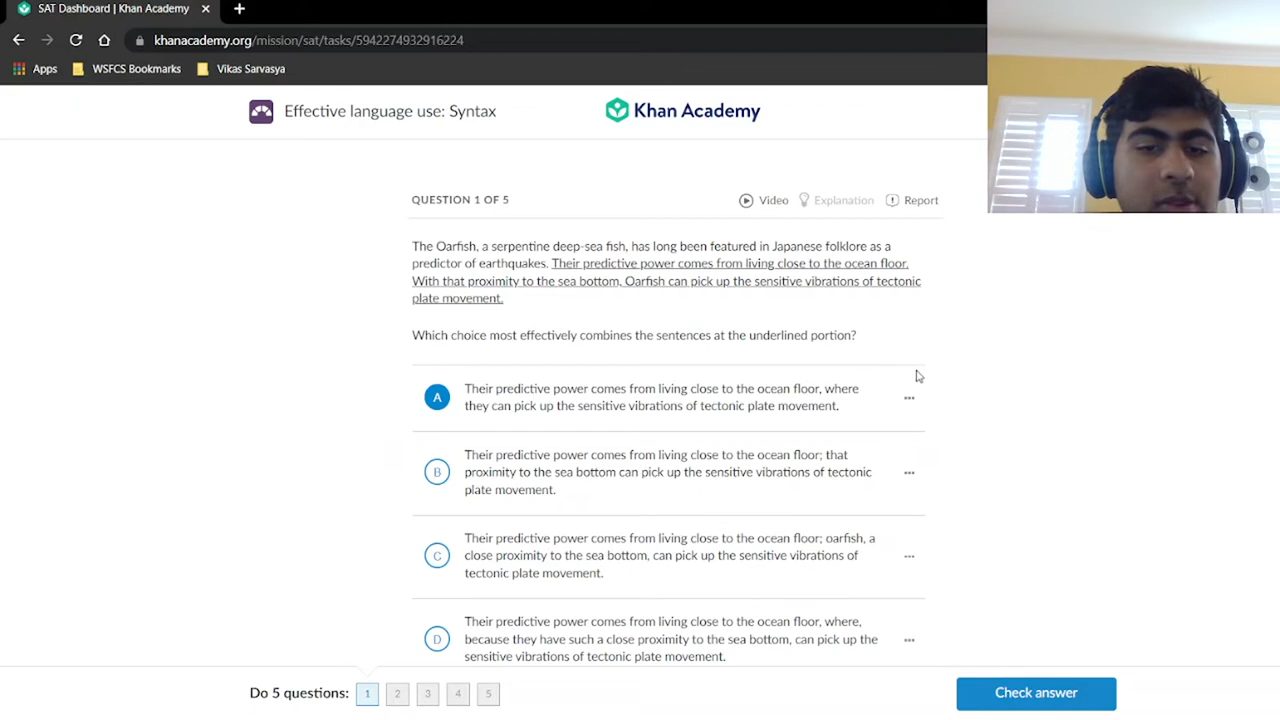 SAT Dashboard | Khan Academy
khanacademy.org/mission/sat/tasks/5942274932916224
Apps WSFCS Bookmarks Vikas Sarvasya
Effective language use: Syntax
Khan Academy
QUESTION 1 OF 5
Video Explanation Report
The Oarfish, a serpentine deep-sea fish, has long been featured in Japanese folklore as a
predictor of earthquakes. Their predictive power comes from living close to the ocean floor.
With that proximity to the sea bottom, Oarfish can pick up the sensitive vibrations of tectonic
plate movement.
Which choice most effectively combines the sentences at the underlined portion?
A
Their predictive power comes from living close to the ocean floor, where
they can pick up the sensitive vibrations of tectonic plate movement.
B
Their predictive power comes from living close to the ocean floor; that
proximity to the sea bottom can pick up the sensitive vibrations of tectonic
plate movement.
C
Their predictive power comes from living close to the ocean floor; oarfish, a
close proximity to the sea bottom, can pick up the sensitive vibrations of
tectonic plate movement.
D
Their predictive power comes from living close to the ocean floor, where,
because they have such a close proximity to the sea bottom, can pick up the
sensitive vibrations of tectonic plate movement.
Do 5 questions: 1 2 3 4 5
Check answer